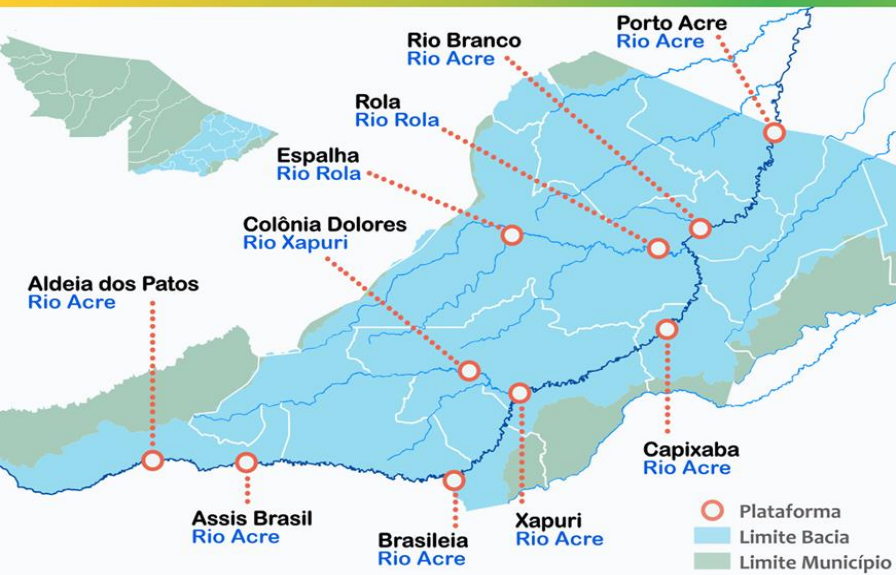 Porto Acre
Rio Acre
Rio Branco
Rio Acre
Rola
Rio Rola
Espalha
Rio Rola
Colônia Dolores
Rio Xapuri
Aldeia dos Patos
Rio Acre
Assis Brasil
Rio Acre
Brasileia
Rio Acre
Xapuri
Rio Acre
Capixaba
Rio Acre
Plataforma
Limite Bacia
Limite Município